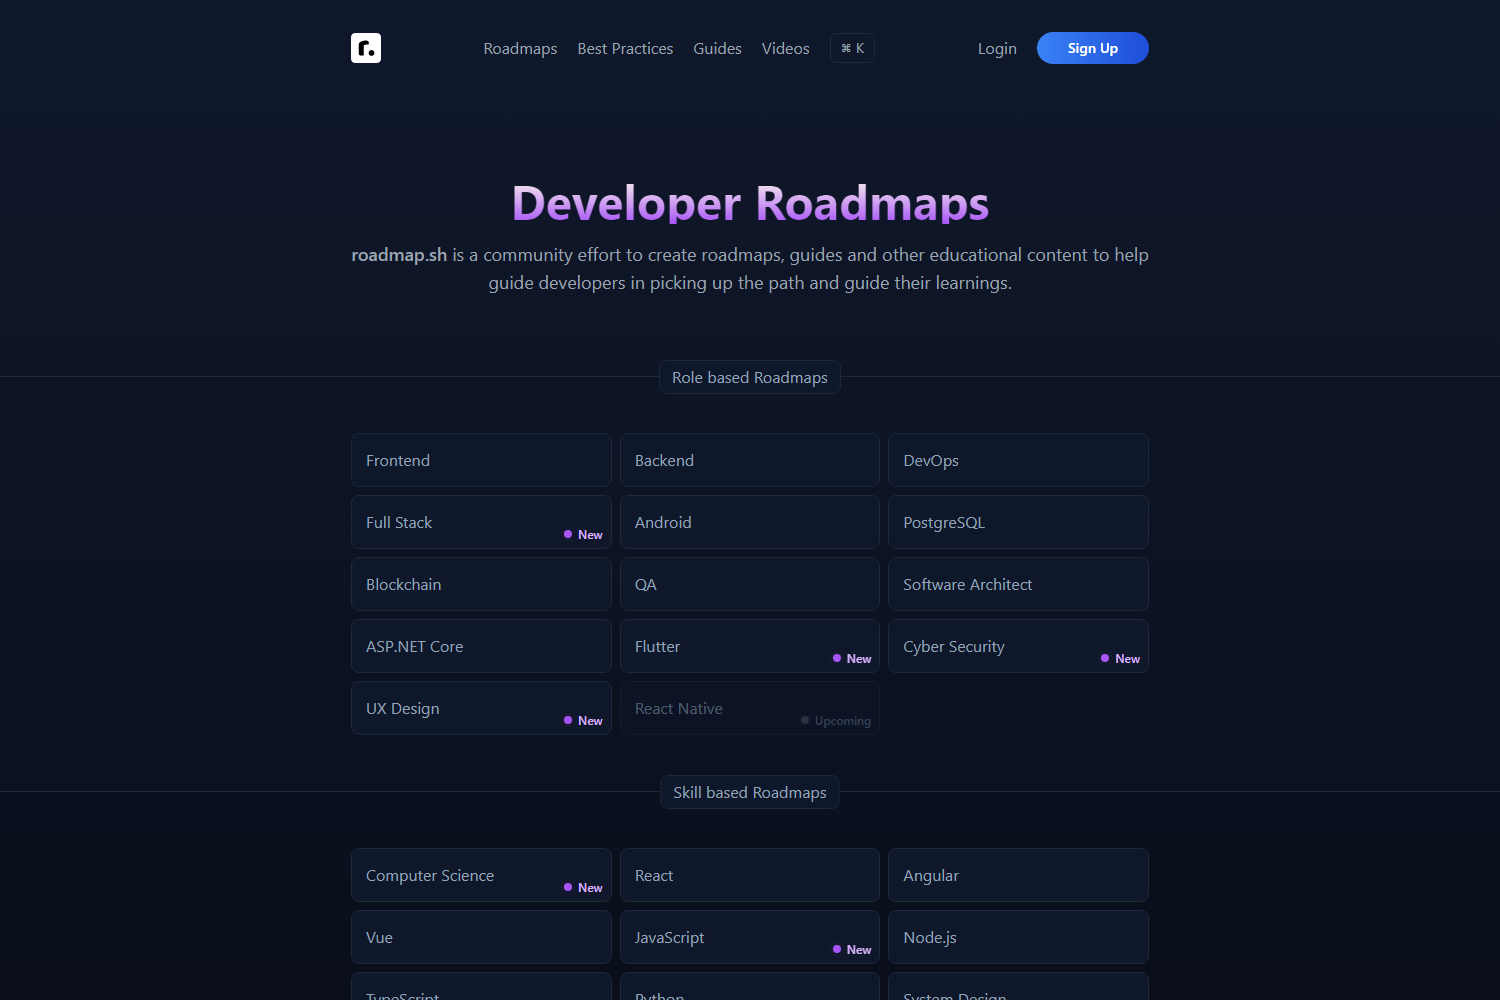 r.
Roadmaps Best Practices Guides Videos ⌘ K Login Sign Up
Developer Roadmaps
roadmap.sh is a community effort to create roadmaps, guides and other educational content to help
guide developers in picking up the path and guide their learnings.
Role based Roadmaps
Frontend
Backend
DevOps
Full Stack
New
Android
PostgreSQL
Blockchain
QA
Software Architect
ASP.NET Core
Flutter
New
Cyber Security
New
UX Design
New
React Native
Upcoming
Skill based Roadmaps
Computer Science
New
React
Angular
Vue
JavaScript
New
Node.js
TypeScript
Python
System Design